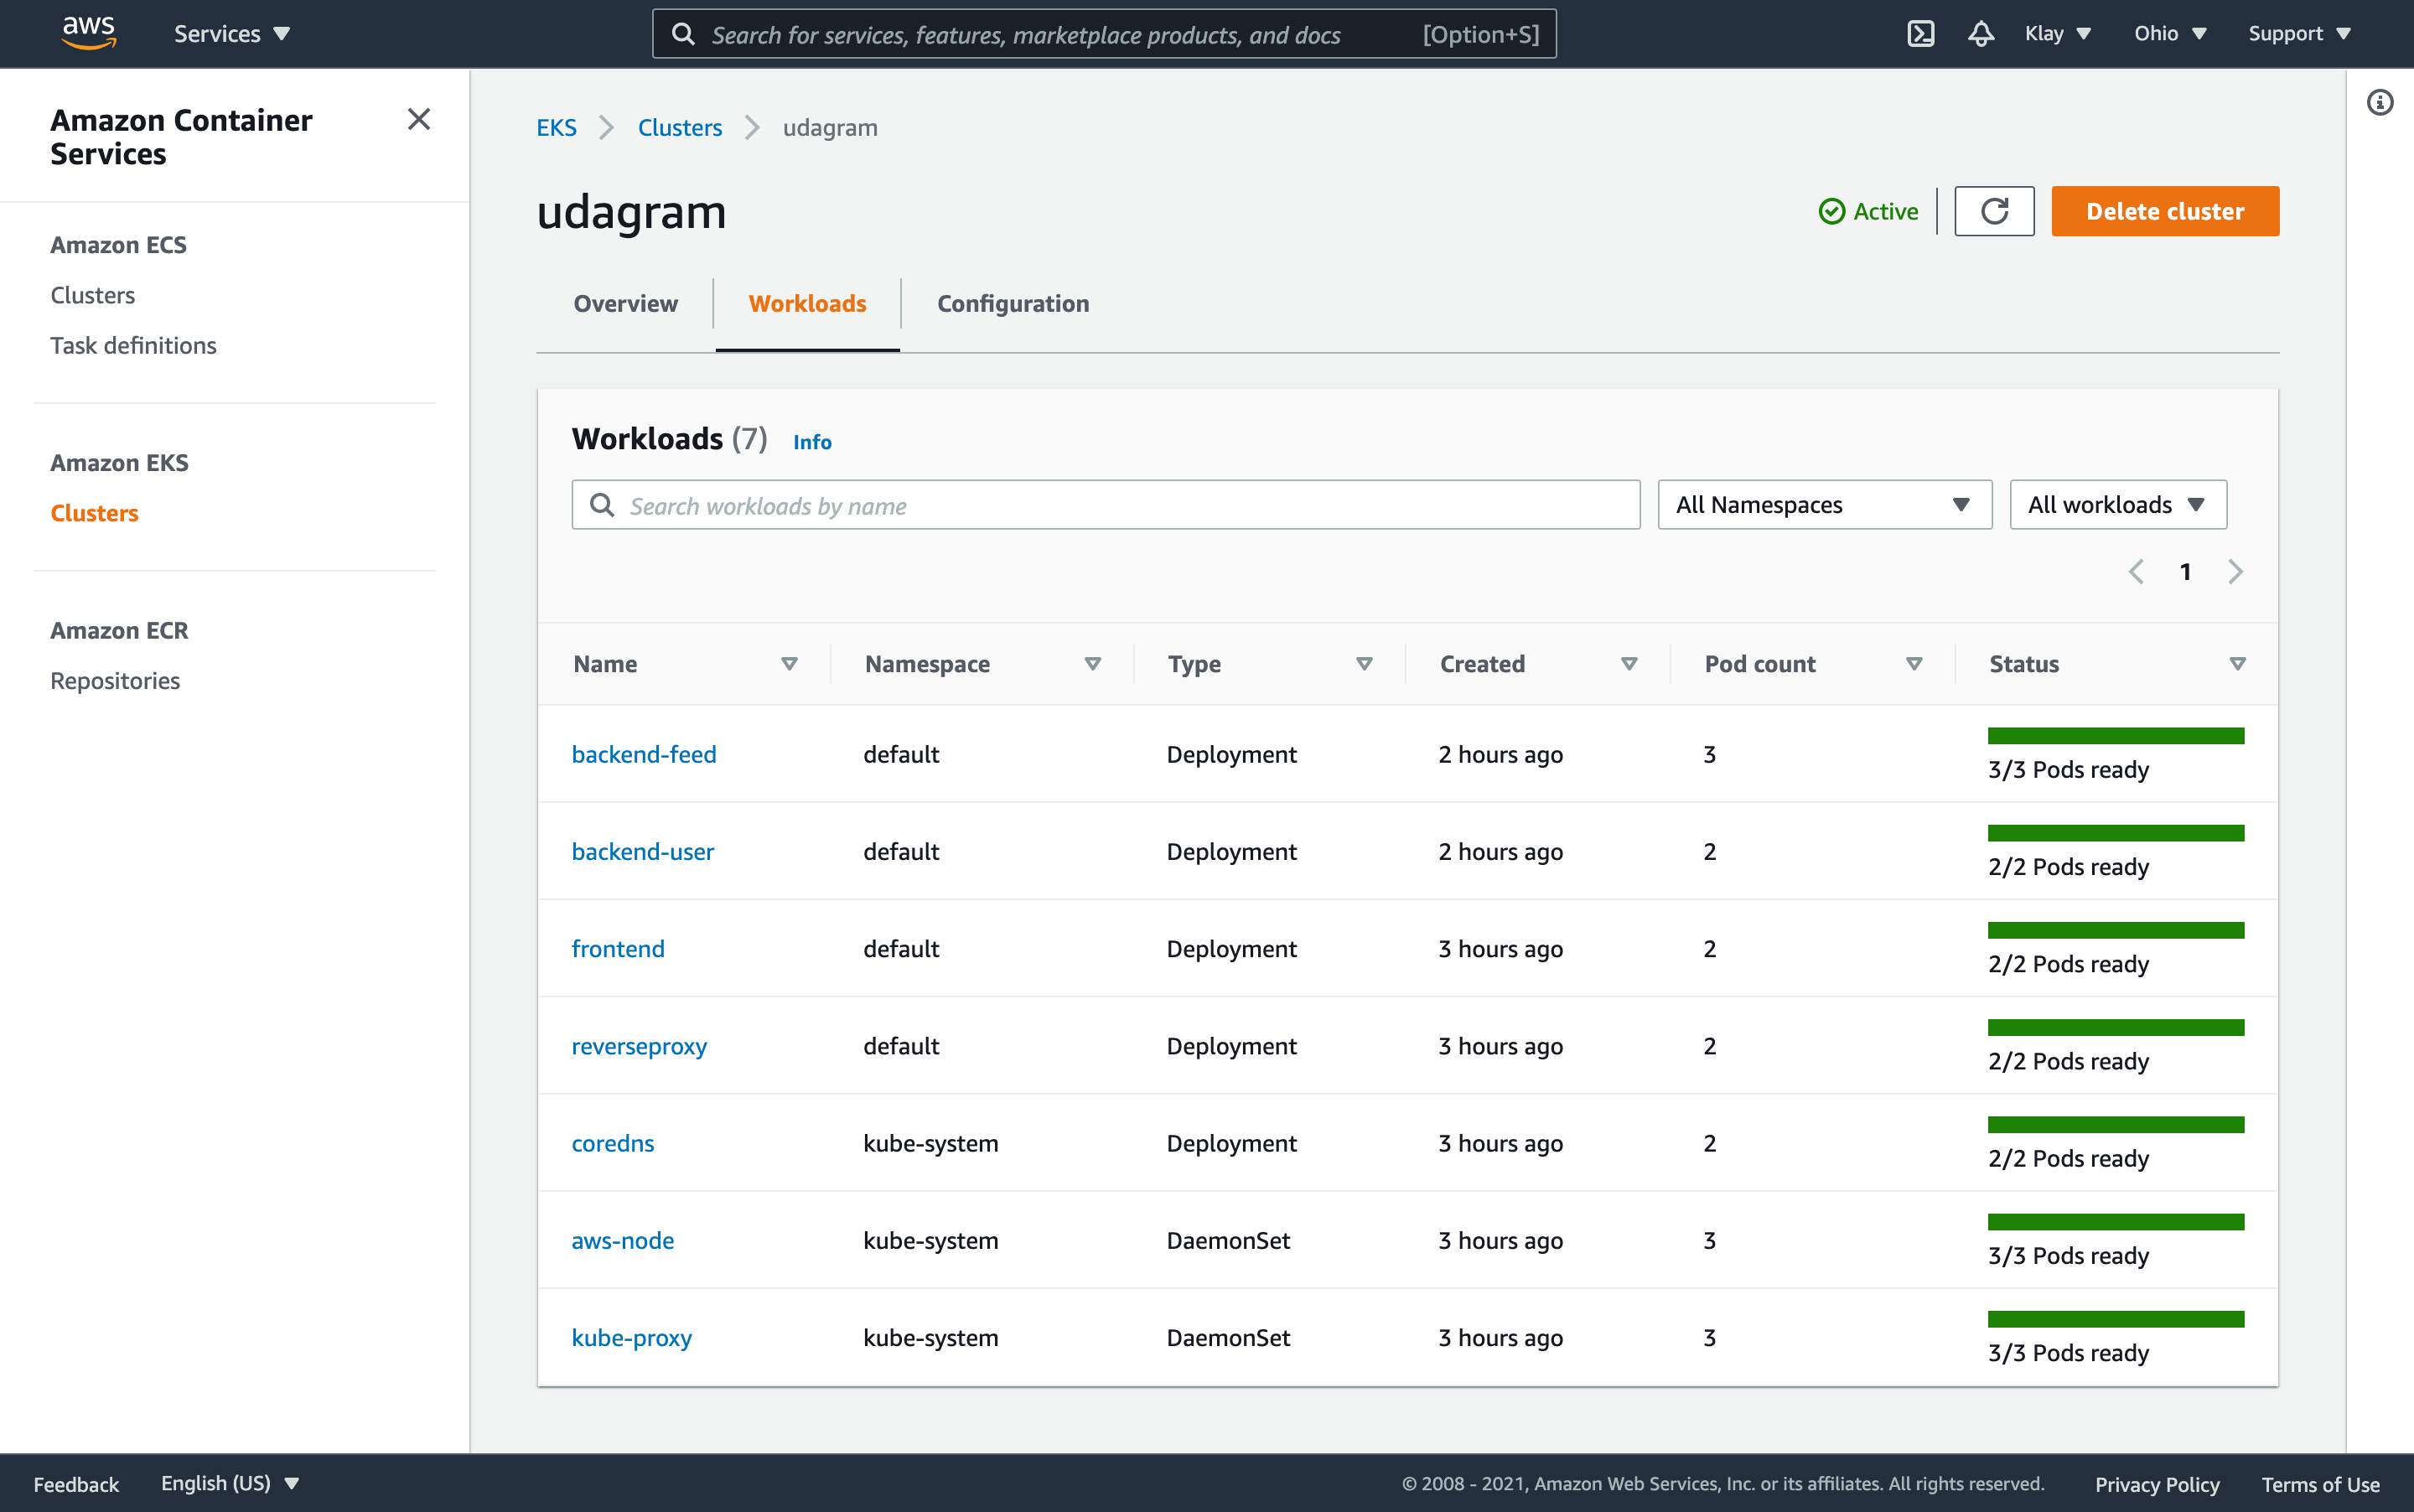 aws Services Search for services, features, marketplace products, and docs [Option+S] Klay Ohio Support
Amazon Container
Services
Amazon ECS
Clusters
Task definitions
Amazon EKS
Clusters
Amazon ECR
Repositories
EKS Clusters udagram
udagram Active Delete cluster
Overview Workloads Configuration
Workloads (7) Info
Search workloads by name All Namespaces All workloads
1
Name Namespace Type Created Pod count Status
backend-feed default Deployment 2 hours ago 3 3/3 Pods ready
backend-user default Deployment 2 hours ago 2 2/2 Pods ready
frontend default Deployment 3 hours ago 2 2/2 Pods ready
reverseproxy default Deployment 3 hours ago 2 2/2 Pods ready
coredns kube-system Deployment 3 hours ago 2 2/2 Pods ready
aws-node kube-system DaemonSet 3 hours ago 3 3/3 Pods ready
kube-proxy kube-system DaemonSet 3 hours ago 3 3/3 Pods ready
Feedback English (US) © 2008 - 2021, Amazon Web Services, Inc. or its affiliates. All rights reserved. Privacy Policy Terms of Use